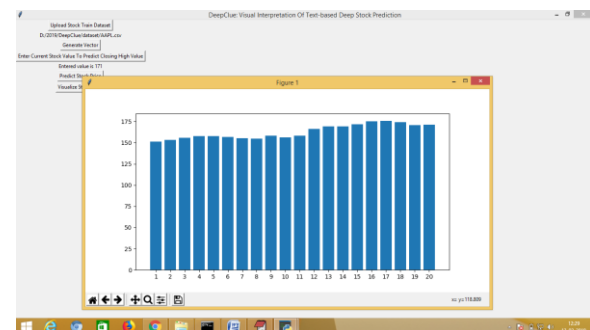 DeepClue: Visual Interpretation Of Text-based Deep Stock Prediction
Upload Stock Train Dataset
D:/2019/DeepClue/dataset/AAPL.csv
Generate Vector
Enter Current Stock Value To Predict Closing High Value
Entered value is 171
Predict Stock Price
Visualize St
Figure 1
175
150
125
100
75
50
25
0
1 2 3 4 5 6 7 8 9 10 11 12 13 14 15 16 17 18 19 20